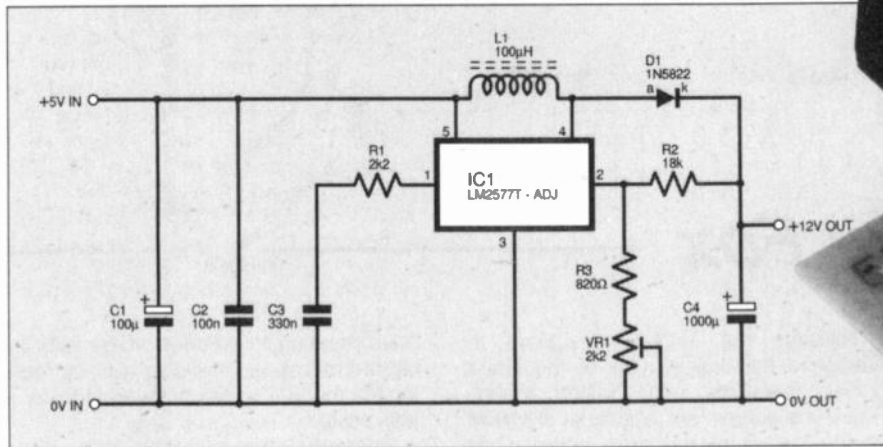 L1
100µH
D1
1N5822
a k
+5V IN
5
4
R1
2k2
R2
18k
1
IC1
LM2577T - ADJ
2
3
+12V OUT
R3
820Ω
+
C1
100µ
C2
100n
C3
330n
VR1
2k2
+
C4
1000µ
0V IN
0V OUT